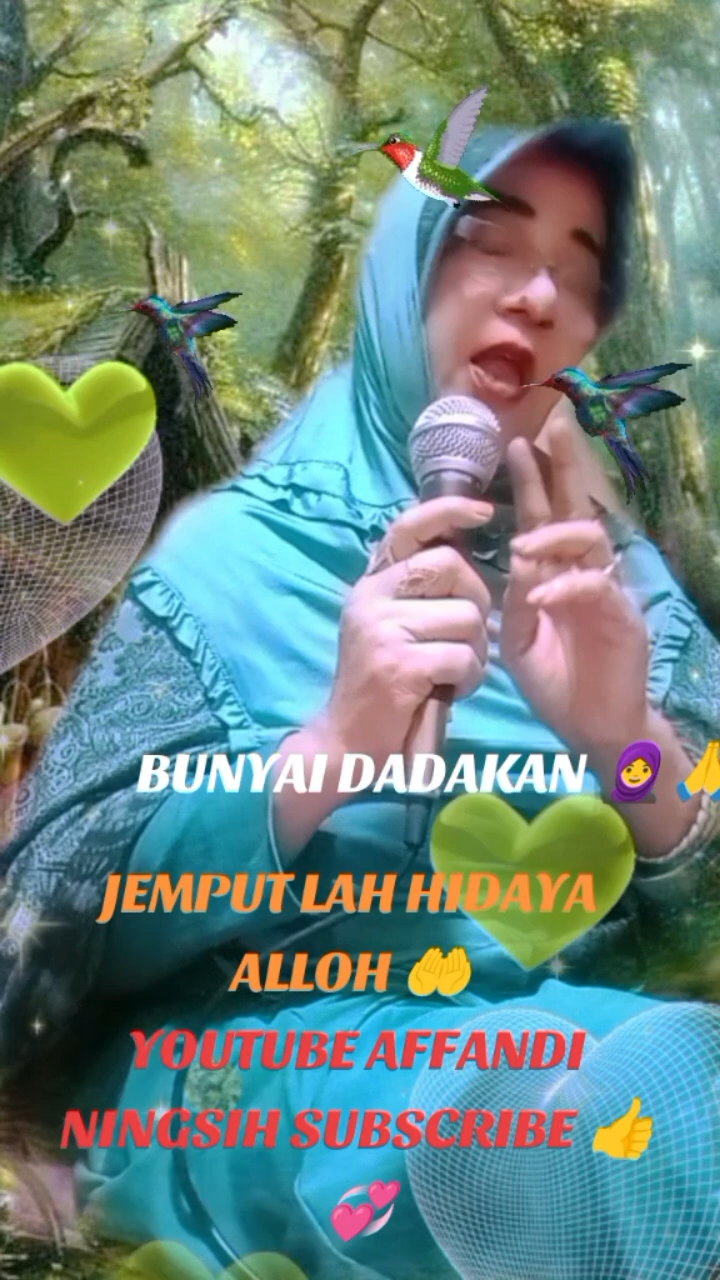 BUNYAI DADAKAN 🧕🙏
JEMPUT LAH HIDAYA
ALLOH 🤲
YOUTUBE AFFANDI
NINGSIH SUBSCRIBE 👍
💞